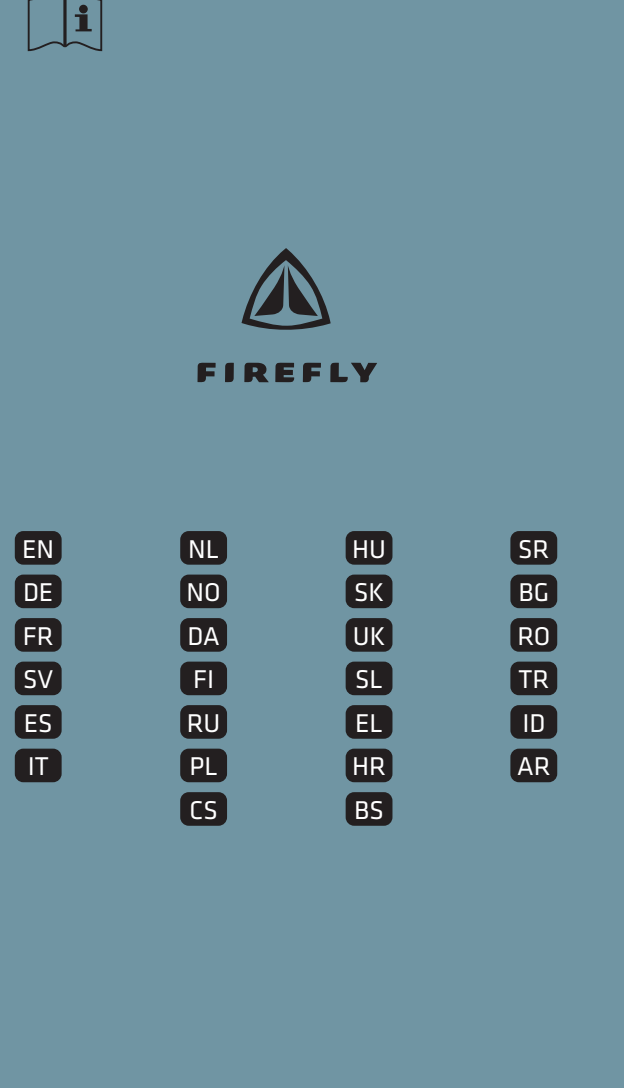 i
FIREFLY
EN NL HU SR
DE NO SK BG
FR DA UK RO
SV FI SL TR
ES RU EL ID
IT PL HR AR
CS BS